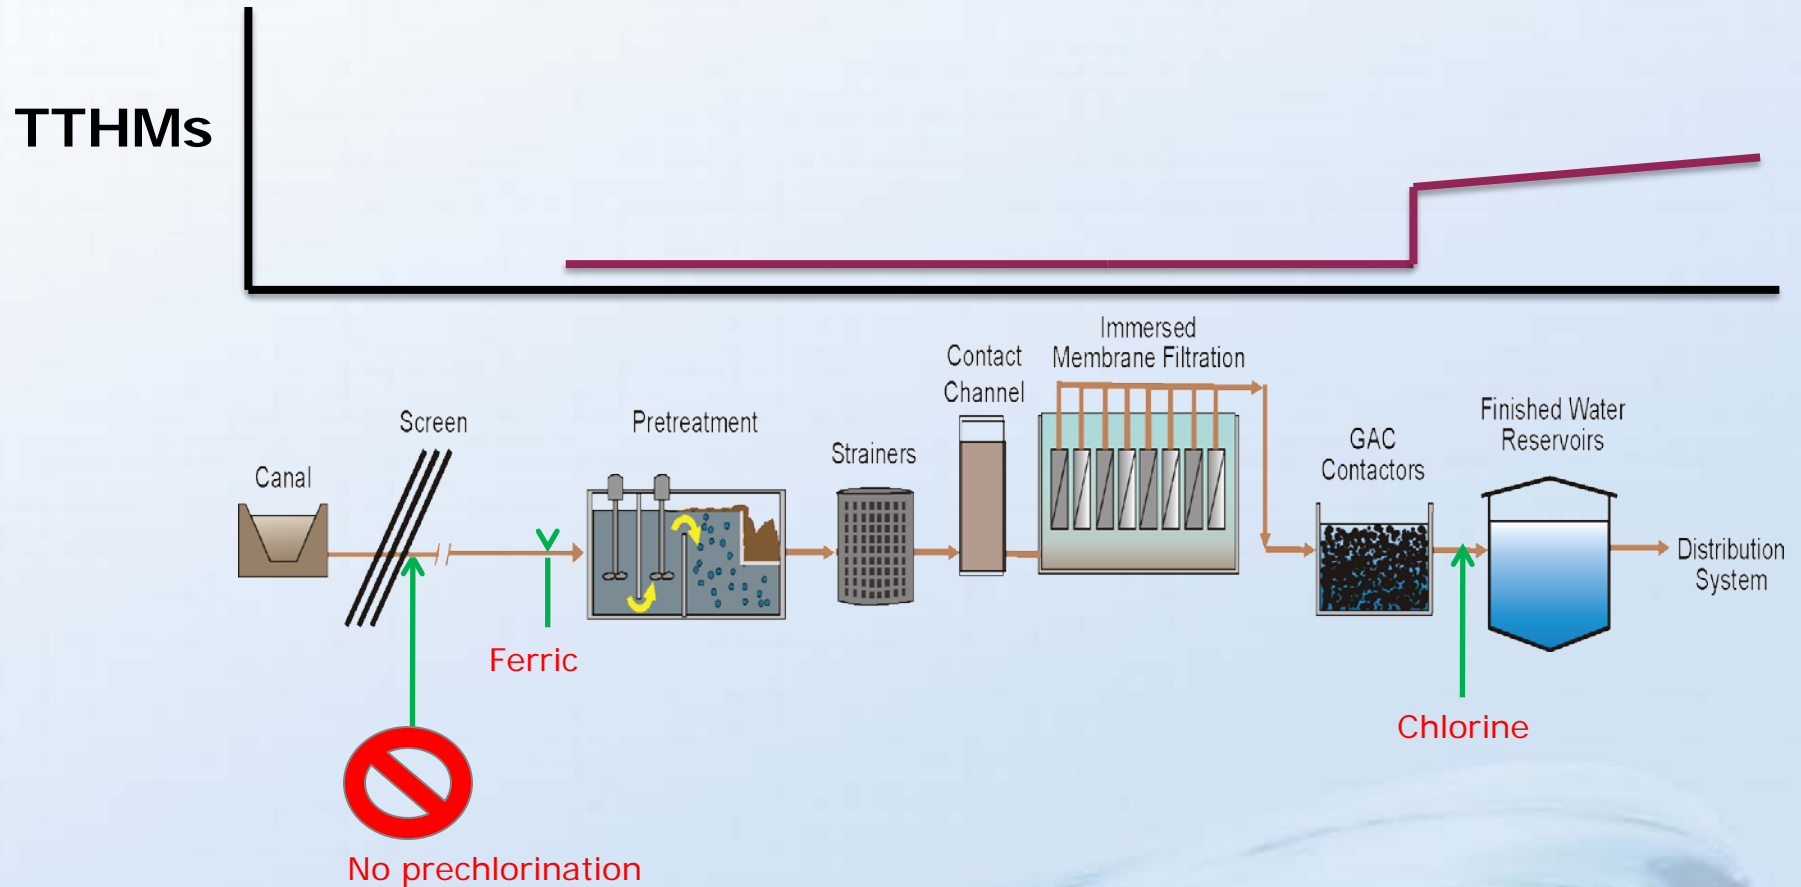 TTHMs
Immersed
Membrane Filtration
Contact
Channel
Screen
Pretreatment
Strainers
Canal
GAC
Contactors
Finished Water
Reservoirs
Distribution
System
Ferric
Chlorine
No prechlorination